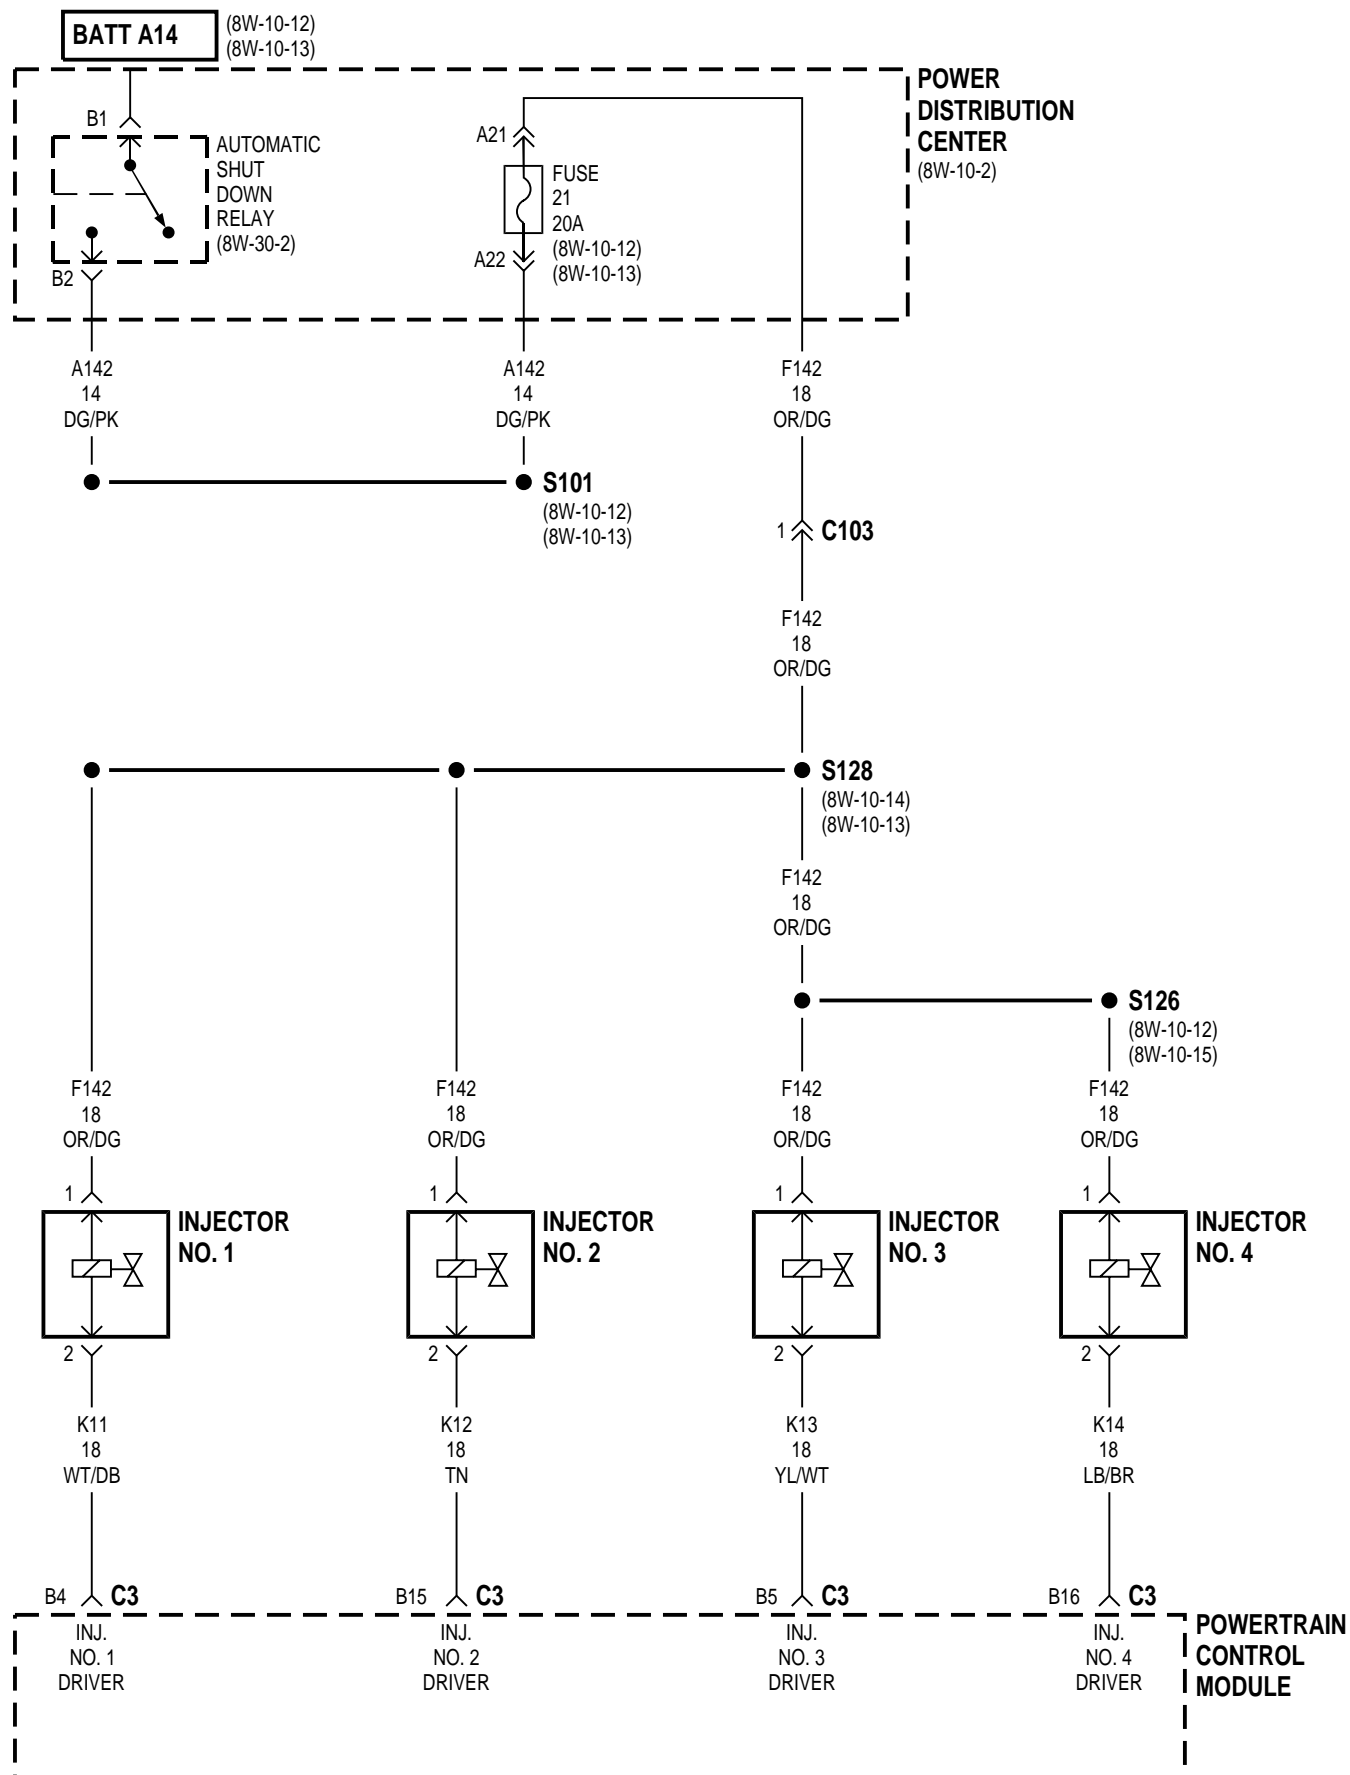 BATT A14
(8W-10-12)
(8W-10-13)
POWER
DISTRIBUTION
CENTER
(8W-10-2)
B1
AUTOMATIC
SHUT
DOWN
RELAY
(8W-30-2)
B2
A21
FUSE
21
20A
(8W-10-12)
(8W-10-13)
A22
A142
14
DG/PK
A142
14
DG/PK
F142
18
OR/DG
S101
(8W-10-12)
(8W-10-13)
1
C103
F142
18
OR/DG
S128
(8W-10-14)
(8W-10-13)
F142
18
OR/DG
S126
(8W-10-12)
(8W-10-15)
F142
18
OR/DG
F142
18
OR/DG
F142
18
OR/DG
F142
18
OR/DG
1
INJECTOR
NO. 1
2
1
INJECTOR
NO. 2
2
1
INJECTOR
NO. 3
2
1
INJECTOR
NO. 4
2
K11
18
WT/DB
K12
18
TN
K13
18
YL/WT
K14
18
LB/BR
B4
C3
B15
C3
B5
C3
B16
C3
INJ.
NO. 1
DRIVER
INJ.
NO. 2
DRIVER
INJ.
NO. 3
DRIVER
INJ.
NO. 4
DRIVER
POWERTRAIN
CONTROL
MODULE